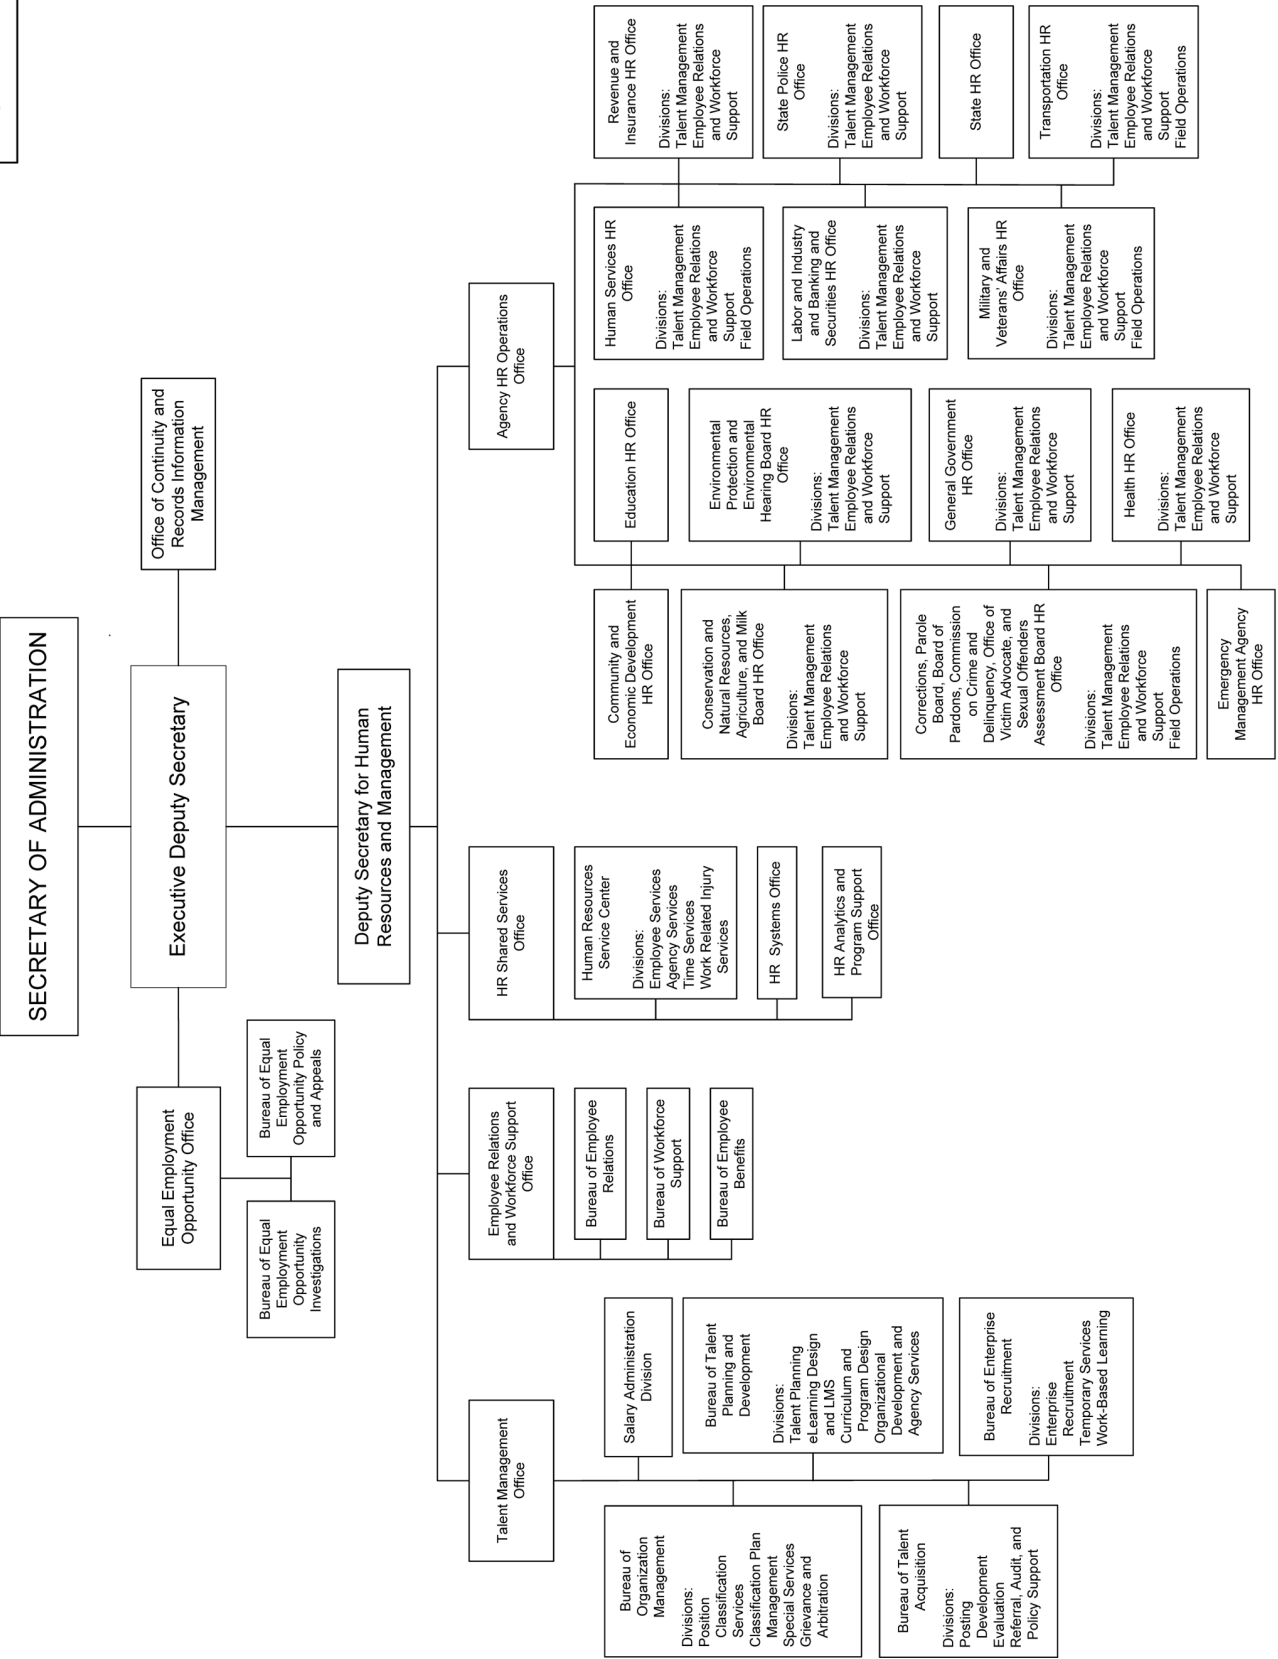 SECRETARY OF ADMINISTRATION
Executive Deputy Secretary
Equal Employment
Opportunity Office
Office of Continuity and
Records Information
Management
Bureau of Equal
Employment
Opportunity
Investigations
Bureau of Equal
Employment
Opportunity Policy
and Appeals
Deputy Secretary for Human
Resources and Management
Talent Management
Office
Employee Relations
and Workforce Support
Office
HR Shared Services
Office
Agency HR Operations
Office
Bureau of
Organization
Management
Divisions:
Position
Classification
Services
Classification Plan
Management
Special Services
Grievance and
Arbitration
Salary Administration
Division
Bureau of Talent
Planning and
Development
Divisions:
Talent Planning
eLearning Design
and LMS
Curriculum and
Program Design
Organizational
Development and
Agency Services
Bureau of Talent
Acquisition
Divisions:
Posting
Development
Evaluation
Referral, Audit, and
Policy Support
Bureau of Enterprise
Recruitment
Divisions:
Enterprise
Recruitment
Temporary Services
Work-Based Learning
Bureau of Employee
Relations
Bureau of Workforce
Support
Bureau of Employee
Benefits
Human Resources
Service Center
Divisions:
Employee Services
Agency Services
Time Services
Work Related Injury
Services
HR Systems Office
HR Analytics and
Program Support
Office
Community and
Economic Development
HR Office
Conservation and
Natural Resources,
Agriculture, and Milk
Board HR Office
Divisions:
Talent Management
Employee Relations
and Workforce
Support
Corrections, Parole
Board, Board of
Pardons, Commission
on Crime and
Delinquency, Office of
Victim Advocate, and
Sexual Offenders
Assessment Board HR
Office
Divisions:
Talent Management
Employee Relations
and Workforce
Support
Field Operations
Emergency
Management Agency
HR Office
Education HR Office
Environmental
Protection and
Environmental
Hearing Board HR
Office
Divisions:
Talent Management
Employee Relations
and Workforce
Support
General Government
HR Office
Divisions:
Talent Management
Employee Relations
and Workforce
Support
Health HR Office
Divisions:
Talent Management
Employee Relations
and Workforce
Support
Human Services HR
Office
Divisions:
Talent Management
Employee Relations
and Workforce
Support
Field Operations
Labor and Industry
and Banking and
Securities HR Office
Divisions:
Talent Management
Employee Relations
and Workforce
Support
Military and
Veterans' Affairs HR
Office
Divisions:
Talent Management
Employee Relations
and Workforce
Support
Field Operations
Revenue and
Insurance HR Office
Divisions:
Talent Management
Employee Relations
and Workforce
Support
State Police HR
Office
Divisions:
Talent Management
Employee Relations
and Workforce
Support
State HR Office
Transportation HR
Office
Divisions:
Talent Management
Employee Relations
and Workforce
Support
Field Operations